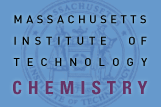 MASSACHUSETTS
INSTITUTE OF
TECHNOLOGY
CHEMISTRY